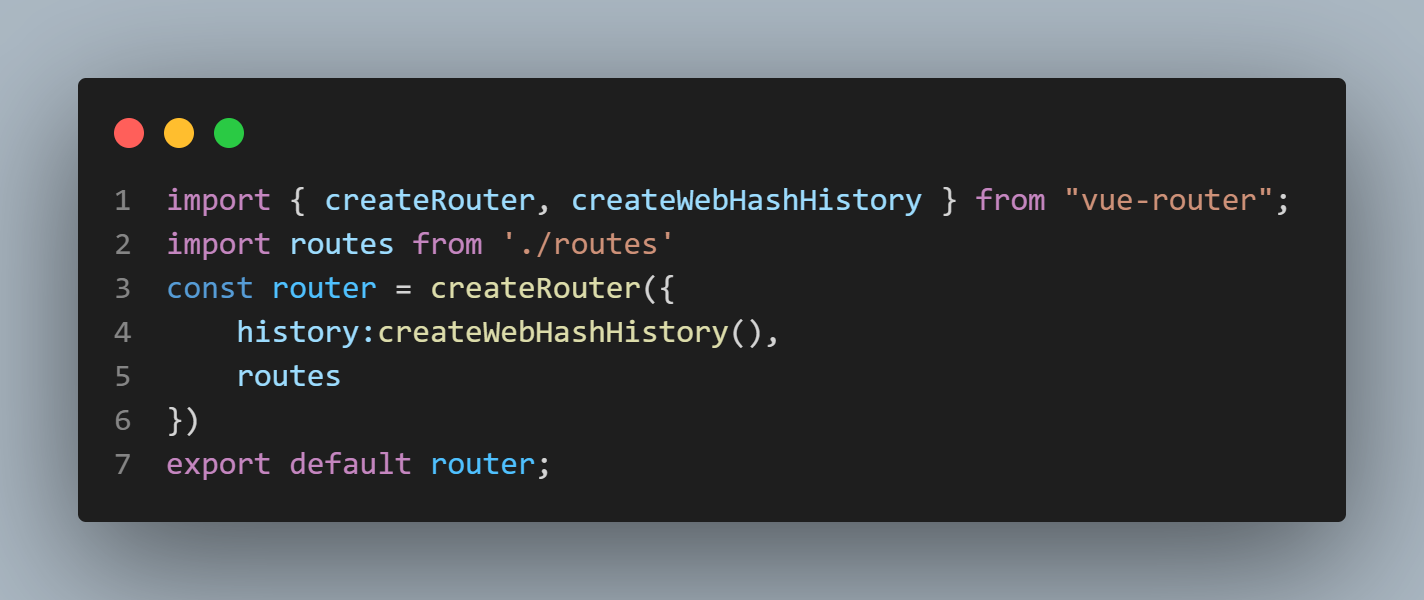 1 import { createRouter, createWebHashHistory } from "vue-router";
2 import routes from './routes'
3 const router = createRouter({
4     history:createWebHashHistory(),
5     routes
6 })
7 export default router;